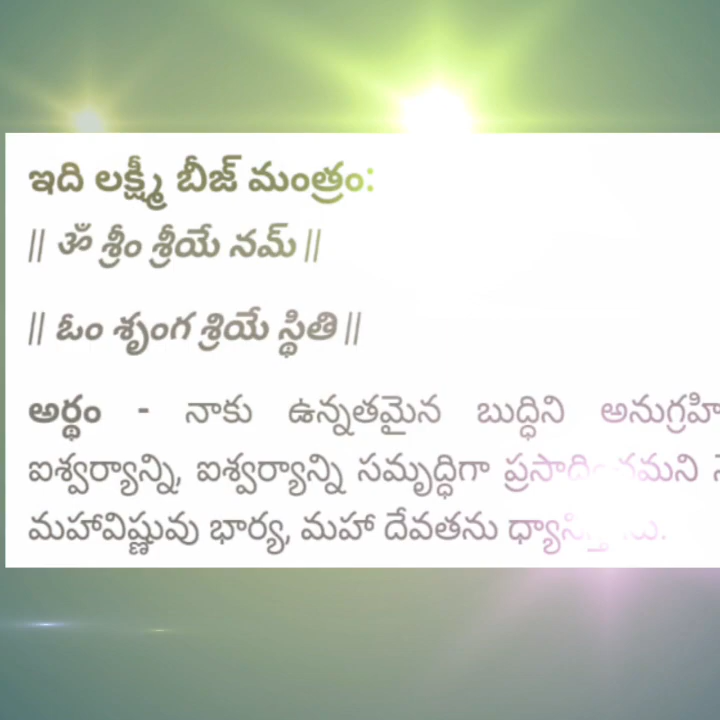 ఇది లక్ష్మీ బీజ్ మంత్రం:
|| ॐ శ్రీం శ్రీయే నమ్ ||
|| ఓం శృంగ శ్రియే స్థితి ||
అర్థం - నాకు ఉన్నతమైన బుద్ధిని
ఐశ్వర్యాన్ని, ఐశ్వర్యాన్ని సమృద్ధిగా
మహావిష్ణువు భార్య, మహా దేవతను